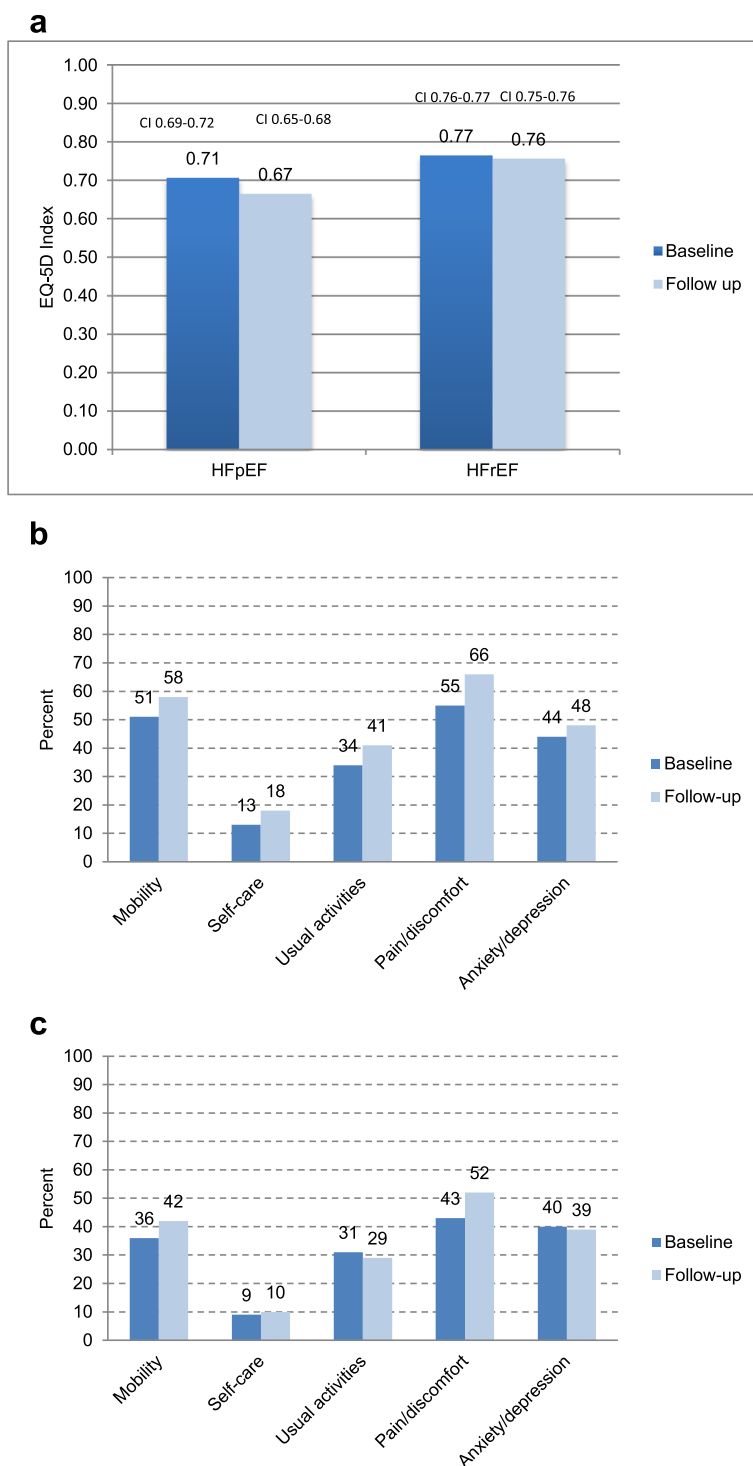 a
1.00
0.90
0.80
0.70
0.60
0.50
0.40
0.30
0.20
0.10
0.00
EQ-5D Index
CI 0.69-0.72
CI 0.65-0.68
CI 0.76-0.77
CI 0.75-0.76
0.71
0.67
0.77
0.76
HFpEF
HFrEF
Baseline
Follow up
b
100
90
80
70
60
50
40
30
20
10
0
Percent
51
58
13
18
34
41
55
66
44
48
Mobility
Self-care
Usual activities
Pain/discomfort
Anxiety/depression
Baseline
Follow-up
c
100
90
80
70
60
50
40
30
20
10
0
Percent
36
42
9
10
31
29
43
52
40
39
Mobility
Self-care
Usual activities
Pain/discomfort
Anxiety/depression
Baseline
Follow-up